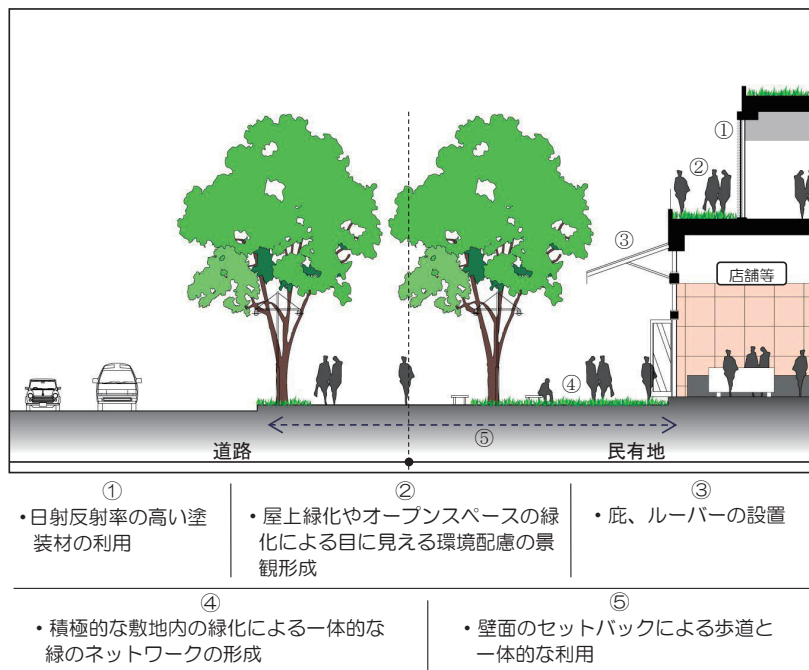 ①
②
③
店舗等
④
⑤
道路
民有地
①
・日射反射率の高い塗
装材の利用
②
・屋上緑化やオープンスペースの緑
化による目に見える環境配慮の景
観形成
③
・庇、ルーバーの設置
④
・積極的な敷地内の緑化による一体的な
緑のネットワークの形成
⑤
・壁面のセットバックによる歩道と
一体的な利用